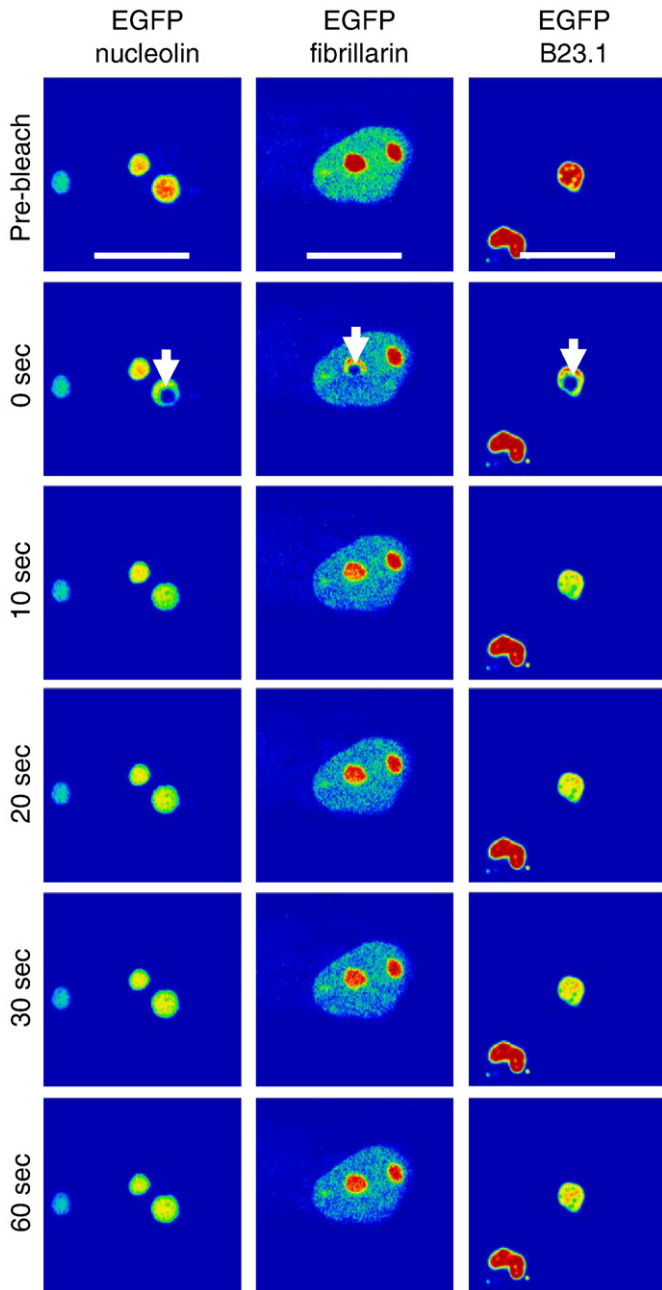 EGFP nucleolin
EGFP fibrillarin
EGFP B23.1
Pre-bleach
0 sec
10 sec
20 sec
30 sec
60 sec